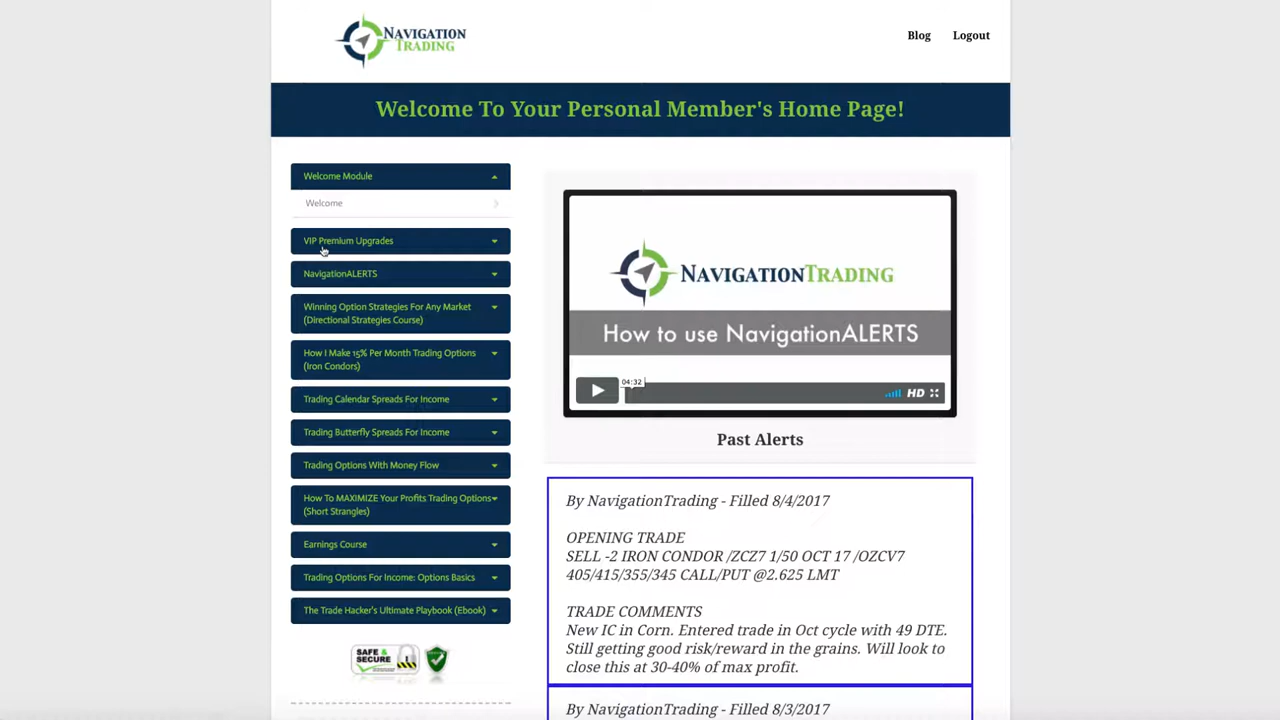 NAVIGATION
TRADING
Blog
Logout
Welcome To Your Personal Member's Home Page!
Welcome Module
Welcome
VIP Premium Upgrades
NavigationALERTS
Winning Option Strategies For Any Market
(Directional Strategies Course)
How I Make 15% Per Month Trading Options
(Iron Condors)
Trading Calendar Spreads For Income
Trading Butterfly Spreads For Income
Trading Options With Money Flow
How To MAXIMIZE Your Profits Trading Options
(Short Strangles)
Earnings Course
Trading Options For Income: Options Basics
The Trade Hacker's Ultimate Playbook (Ebook)
SAFE &
SECURE
NAVIGATIONTRADING
How to use NavigationALERTS
04:32
HD
Past Alerts
By NavigationTrading - Filled 8/4/2017
OPENING TRADE
SELL -2 IRON CONDOR /ZCZ7 1/50 OCT 17 /OZCV7
405/415/355/345 CALL/PUT @2.625 LMT
TRADE COMMENTS
New IC in Corn. Entered trade in Oct cycle with 49 DTE.
Still getting good risk/reward in the grains. Will look to
close this at 30-40% of max profit.
By NavigationTrading - Filled 8/3/2017